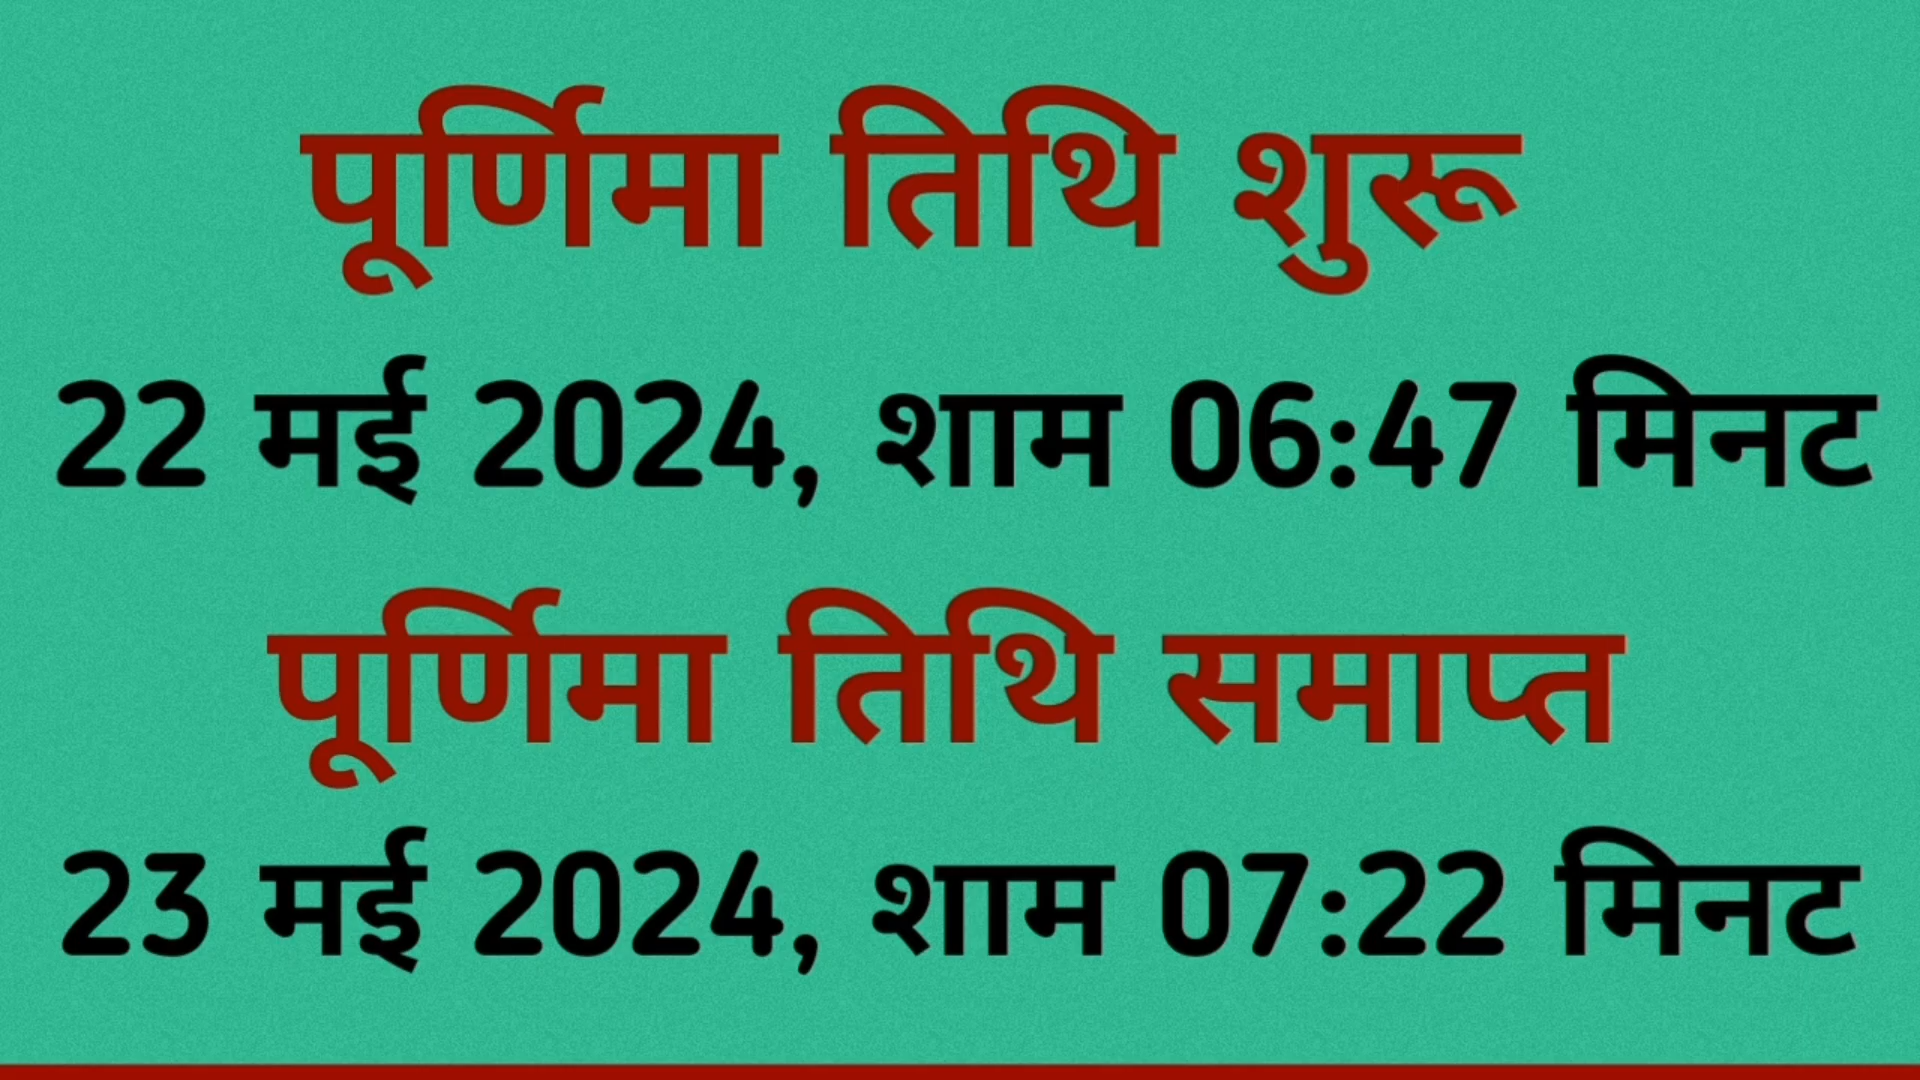 पूर्णिमा तिथि शुरू
22 मई 2024, शाम 06:47 मिनट
पूर्णिमा तिथि समाप्त
23 मई 2024, शाम 07:22 मिनट